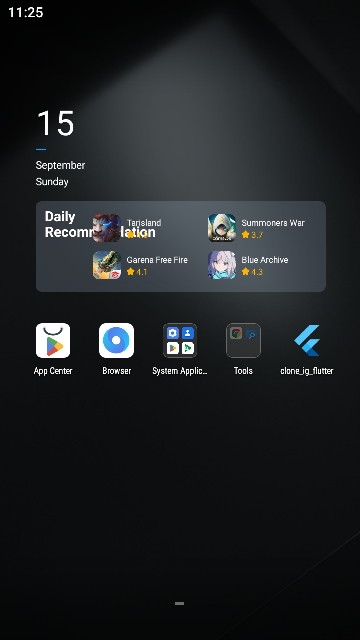 11:25
15
September
Sunday
Daily
Tarisland
Summoners War
3.7
Garena Free Fire
4.1
Blue Archive
4.3
App Center
Browser
System Applic...
Tools
clone_ig_flutter